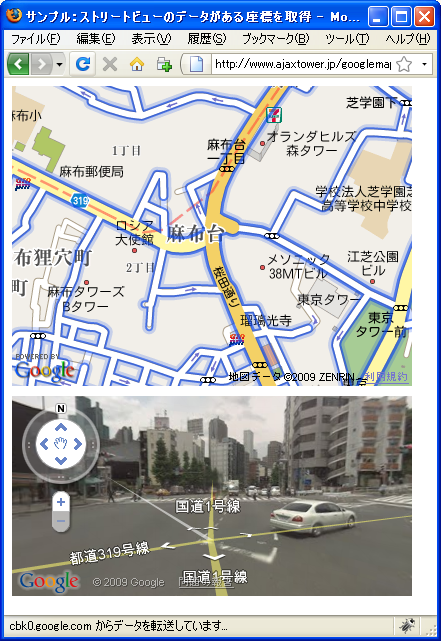 サンプル：ストリートビューのデータがある座標を取得 - Mo...
ファイル(F) 編集(E) 表示(V) 履歴(S) ブックマーク(B) ツール(T) ヘルプ(H)
http://www.ajaxtower.jp/googlemap
麻布小
芝学園下
1丁目
麻布台
一丁目
オランダヒルズ
森タワー
麻布郵便局
319
学校法人芝学園芝
高等学校中学校
ロシア
大使館
麻布台
布狸穴町
2丁目
メソニック
38MTビル
江芝公園
ビル
町
麻布タワーズ
Bタワー
桜田通り
東京タワー
瑠璃光寺
東京
タワー前
POWERED BY
Google
地図データ ©2009 ZENRIN - 利用規約
N
国道1号線
都道319号線
国道1号線
Google © 2009 Google
cbk0.google.com からデータを転送しています...